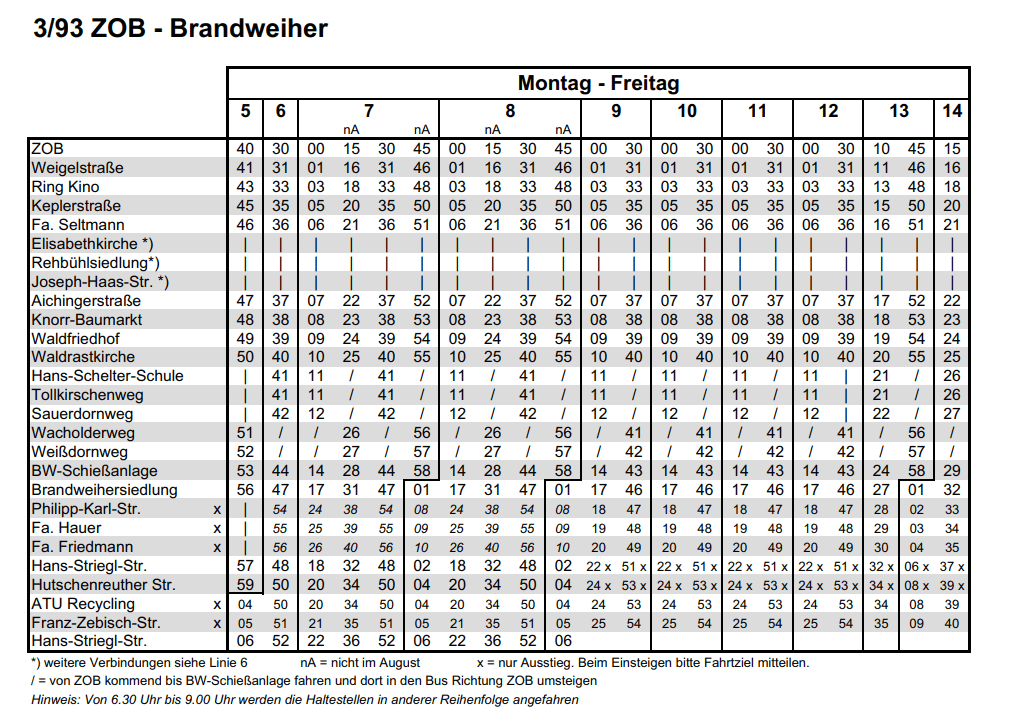 3/93 ZOB - Brandweiher
Montag - Freitag
5 6 7 8 9 10 11 12 13 14
nA nA nA nA
ZOB 40 30 00 15 30 45 00 15 30 45 00 30 00 30 00 30 00 30 10 45 15
Weigelstraße 41 31 01 16 31 46 01 16 31 46 01 31 01 31 01 31 01 31 11 46 16
Ring Kino 43 33 03 18 33 48 03 18 33 48 03 33 03 33 03 33 03 33 13 48 18
Keplerstraße 45 35 05 20 35 50 05 20 35 50 05 35 05 35 05 35 05 35 15 50 20
Fa. Seltmann 46 36 06 21 36 51 06 21 36 51 06 36 06 36 06 36 06 36 16 51 21
Elisabethkirche *) | | | | | | | | | | | | | | | | | | | | |
Rehbühlsiedlung*) | | | | | | | | | | | | | | | | | | | | |
Joseph-Haas-Str. *) | | | | | | | | | | | | | | | | | | | | |
Aichingerstraße 47 37 07 22 37 52 07 22 37 52 07 37 07 37 07 37 07 37 17 52 22
Knorr-Baumarkt 48 38 08 23 38 53 08 23 38 53 08 38 08 38 08 38 08 38 18 53 23
Waldfriedhof 49 39 09 24 39 54 09 24 39 54 09 39 09 39 09 39 09 39 19 54 24
Waldrastkirche 50 40 10 25 40 55 10 25 40 55 10 40 10 40 10 40 10 40 20 55 25
Hans-Schelter-Schule | 41 11 / 41 / 11 / 41 / 11 / 11 / 11 / 11 | 21 / 26
Tollkirschenweg | 41 11 / 41 / 11 / 41 / 11 / 11 / 11 / 11 | 21 / 26
Sauerdornweg | 42 12 / 42 / 12 / 42 / 12 / 12 / 12 / 12 | 22 / 27
Wacholderweg 51 / / 26 / 56 / 26 / 56 / 41 / 41 / 41 / 41 / 56 /
Weißdornweg 52 / / 27 / 57 / 27 / 57 / 42 / 42 / 42 / 42 / 57 /
BW-Schießanlage 53 44 14 28 44 58 14 28 44 58 14 43 14 43 14 43 14 43 24 58 29
Brandweihersiedlung 56 47 17 31 47 01 17 31 47 01 17 46 17 46 17 46 17 46 27 01 32
Philipp-Karl-Str. x | 54 24 38 54 08 24 38 54 08 18 47 18 47 18 47 18 47 28 02 33
Fa. Hauer x | 55 25 39 55 09 25 39 55 09 19 48 19 48 19 48 19 48 29 03 34
Fa. Friedmann x | 56 26 40 56 10 26 40 56 10 20 49 20 49 20 49 20 49 30 04 35
Hans-Striegl-Str. 57 48 18 32 48 02 18 32 48 02 22 x 51 x 22 x 51 x 22 x 51 x 22 x 51 x 32 x 06 x 37 x
Hutschenreuther Str. 59 50 20 34 50 04 20 34 50 04 24 x 53 x 24 x 53 x 24 x 53 x 24 x 53 x 34 x 08 x 39 x
ATU Recycling x 04 50 20 34 50 04 20 34 50 04 24 53 24 53 24 53 24 53 34 08 39
Franz-Zebisch-Str. x 05 51 21 35 51 05 21 35 51 05 25 54 25 54 25 54 25 54 35 09 40
Hans-Striegl-Str. 06 52 22 36 52 06 22 36 52 06
*) weitere Verbindungen siehe Linie 6 nA = nicht im August x = nur Ausstieg. Beim Einsteigen bitte Fahrtziel mitteilen.
/ = von ZOB kommend bis BW-Schießanlage fahren und dort in den Bus Richtung ZOB umsteigen
Hinweis: Von 6.30 Uhr bis 9.00 Uhr werden die Haltestellen in anderer Reihenfolge angefahren